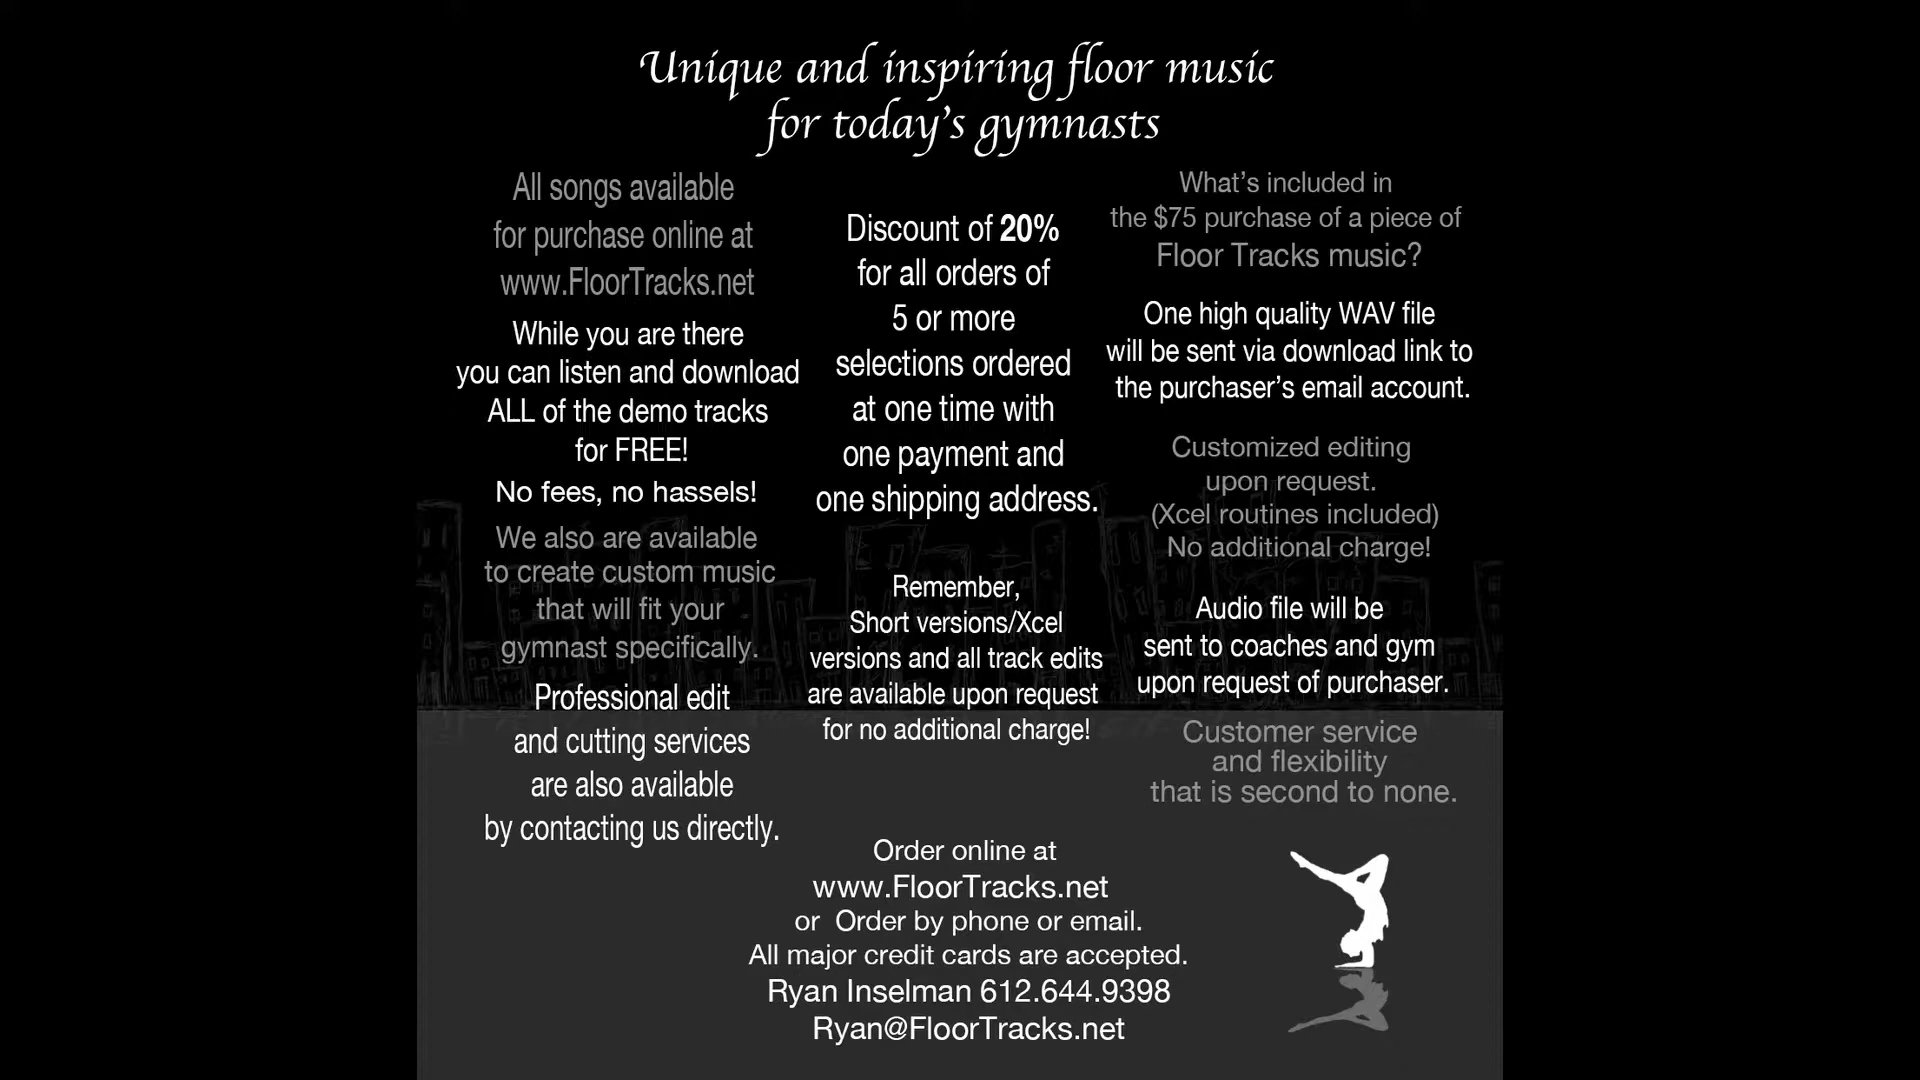 Unique and inspiring floor music
for today's gymnasts
All songs available
for purchase online at
www.FloorTracks.net
While you are there
you can listen and download
ALL of the demo tracks
for FREE!
No fees, no hassels!
We also are available
to create custom music
that will fit your
gymnast specifically.
Professional edit
and cutting services
are also available
by contacting us directly.
Discount of 20%
for all orders of
5 or more
selections ordered
at one time with
one payment and
one shipping address.
Remember,
Short versions/Xcel
versions and all track edits
are available upon request
for no additional charge!
What's included in
the $75 purchase of a piece of
Floor Tracks music?
One high quality WAV file
will be sent via download link to
the purchaser's email account.
Customized editing
upon request.
(Xcel routines included)
No additional charge!
Audio file will be
sent to coaches and gym
upon request of purchaser.
Customer service
and flexibility
that is second to none.
Order online at
www.FloorTracks.net
or Order by phone or email.
All major credit cards are accepted.
Ryan Inselman 612.644.9398
Ryan@FloorTracks.net